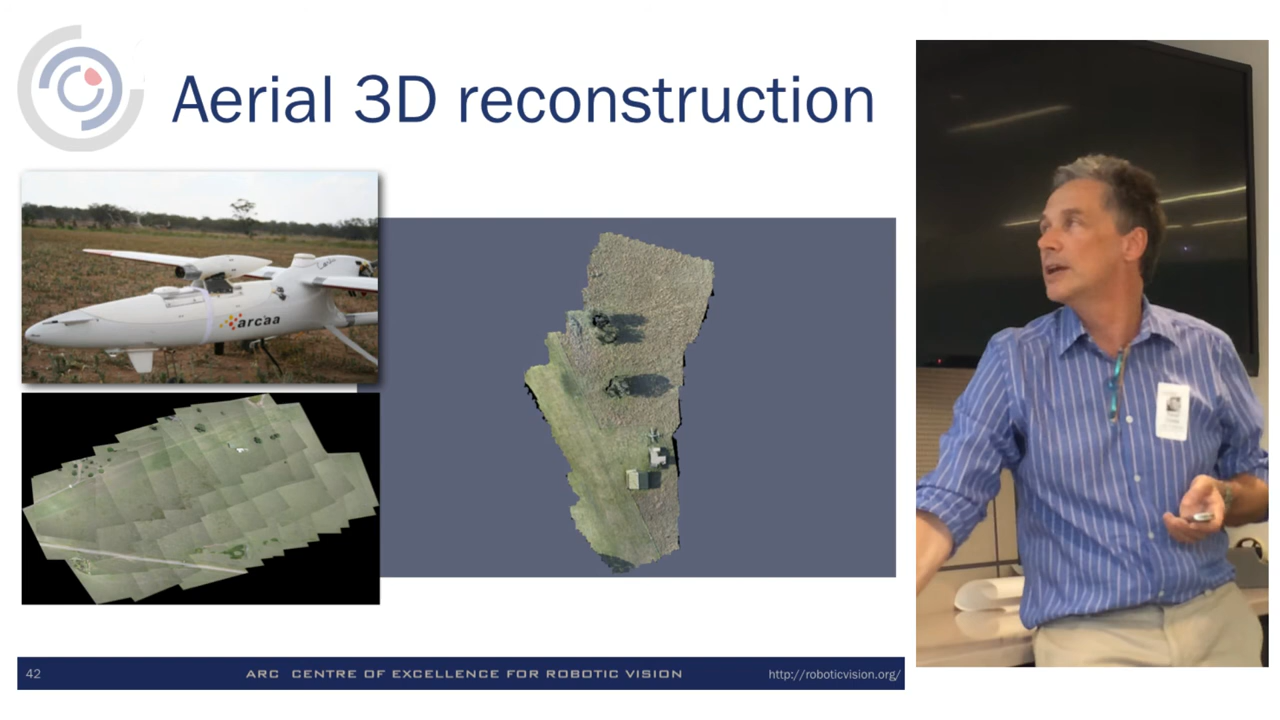 Aerial 3D reconstruction
arcaa
42
ARC CENTRE OF EXCELLENCE FOR ROBOTIC VISION
http://roboticvision.org/